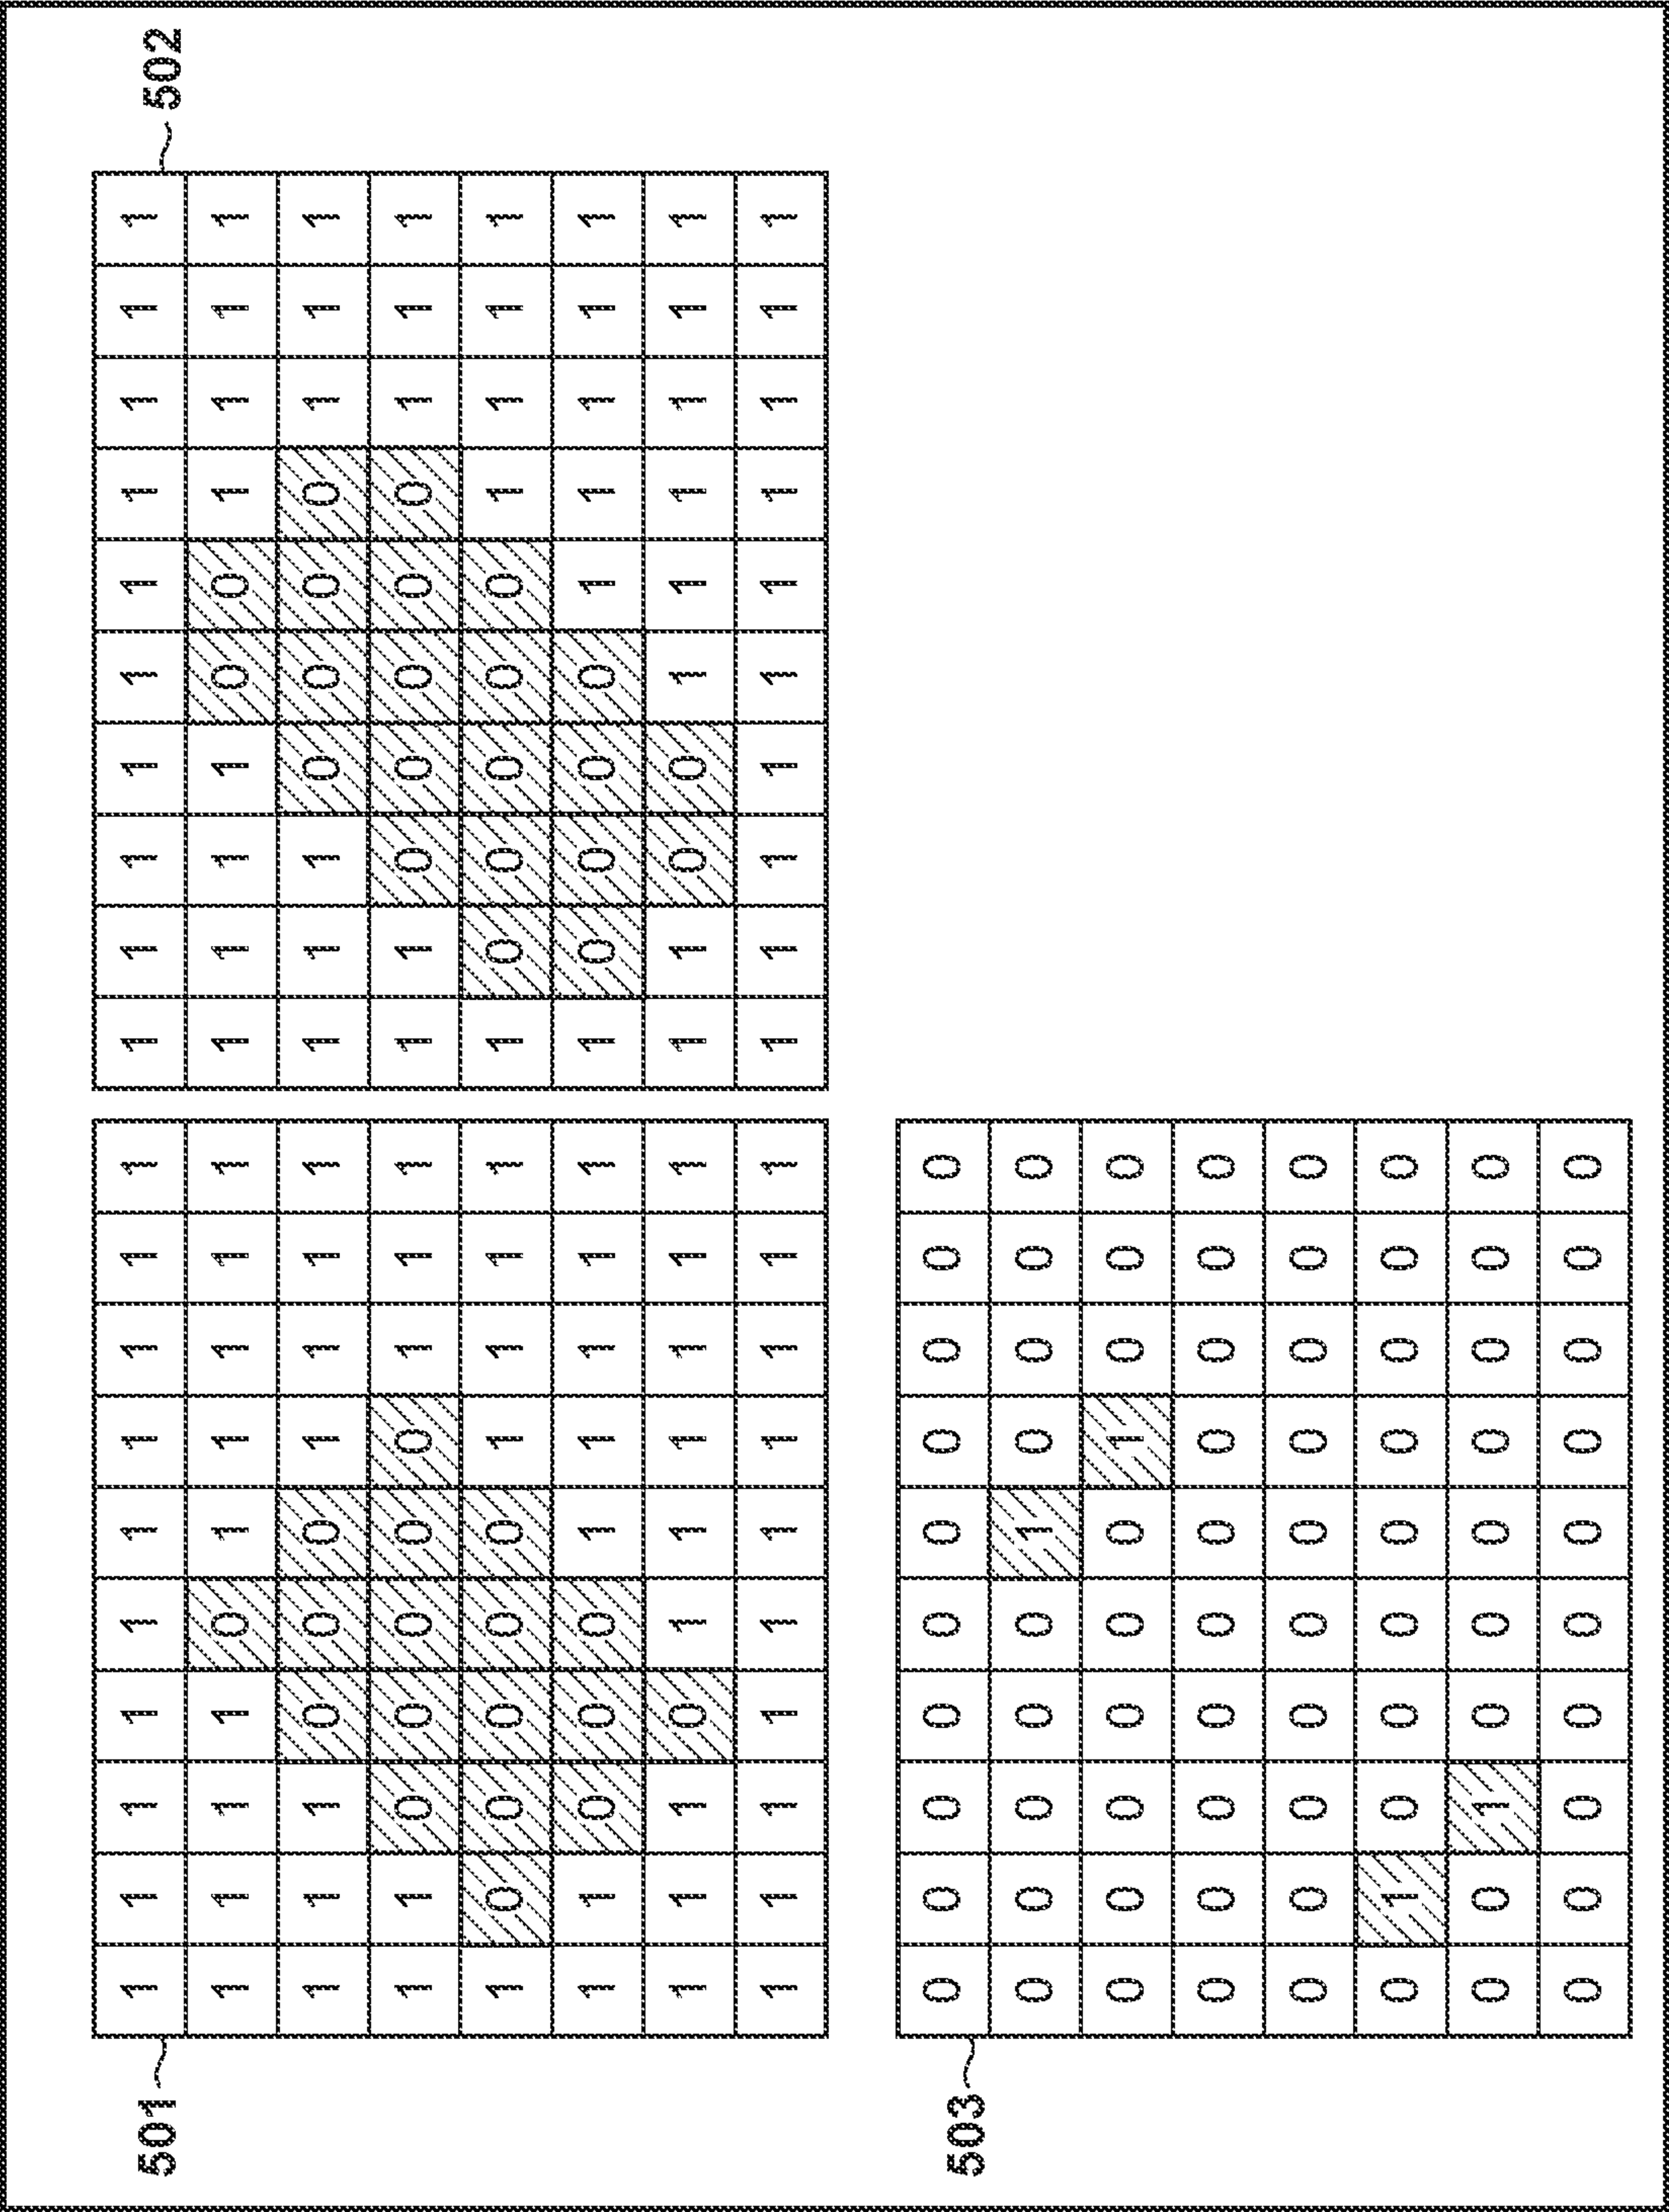 501
1 1 1 1 1 1 1 1 1 1
1 1 1 1 0 1 1 1 1 1
1 1 1 0 0 0 1 1 1 1
1 1 0 0 0 0 0 1 1 1
1 0 0 0 0 0 1 1 1 1
1 1 0 0 0 1 1 1 1 1
1 1 1 0 1 1 1 1 1 1
1 1 1 1 1 1 1 1 1 1
502
1 1 1 1 1 1 1 1 1 1
1 1 1 1 0 0 1 1 1 1
1 1 1 0 0 0 0 1 1 1
1 1 0 0 0 0 0 1 1 1
1 0 0 0 0 0 1 1 1 1
1 0 0 0 0 1 1 1 1 1
1 1 0 0 1 1 1 1 1 1
1 1 1 1 1 1 1 1 1 1
503
0 0 0 0 0 0 0 0 0 0
0 0 0 0 0 1 0 0 0 0
0 0 0 0 0 0 1 0 0 0
0 0 0 0 0 0 0 0 0 0
0 0 0 0 0 0 0 0 0 0
0 1 0 0 0 0 0 0 0 0
0 0 1 0 0 0 0 0 0 0
0 0 0 0 0 0 0 0 0 0